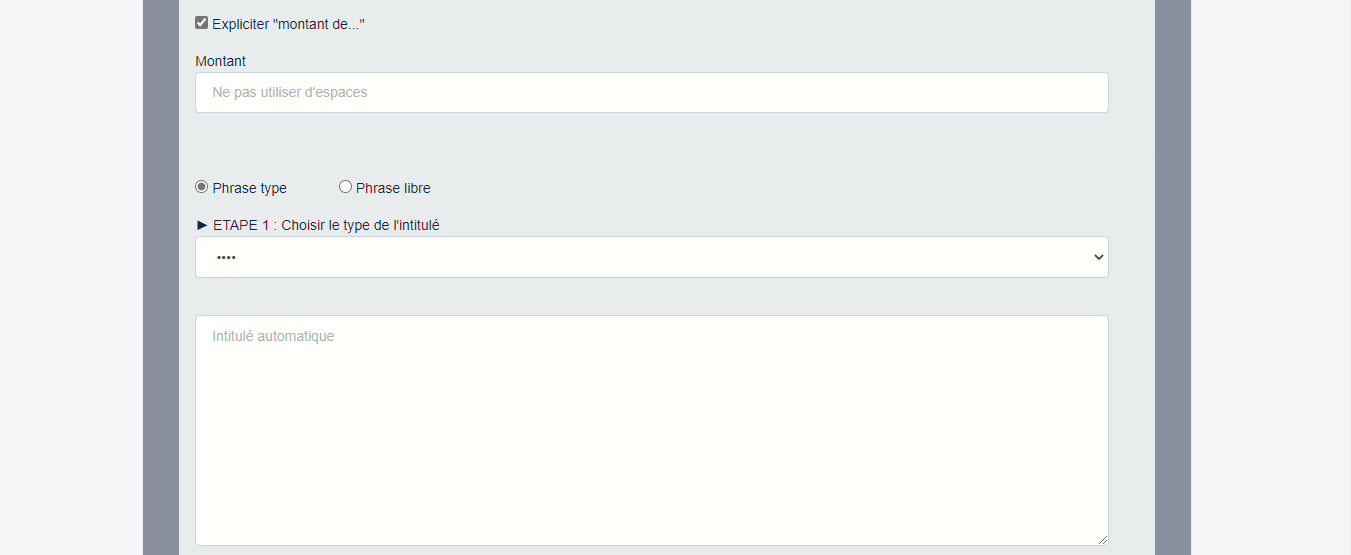 Expliciter "montant de..."
Montant
Ne pas utiliser d'espaces
Phrase type
Phrase libre
► ETAPE 1 : Choisir le type de l'intitulé
••••
Intitulé automatique